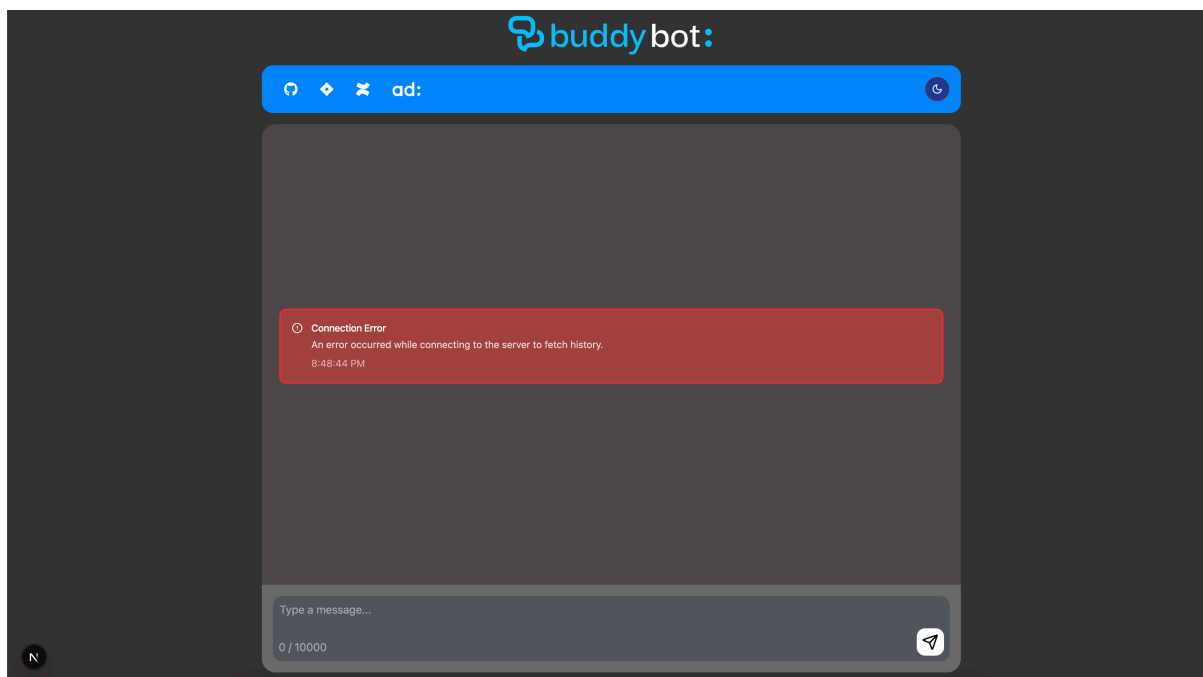 buddybot:
ad:
Connection Error
An error occurred while connecting to the server to fetch history.
8:48:44 PM
Type a message...
0 / 10000
N